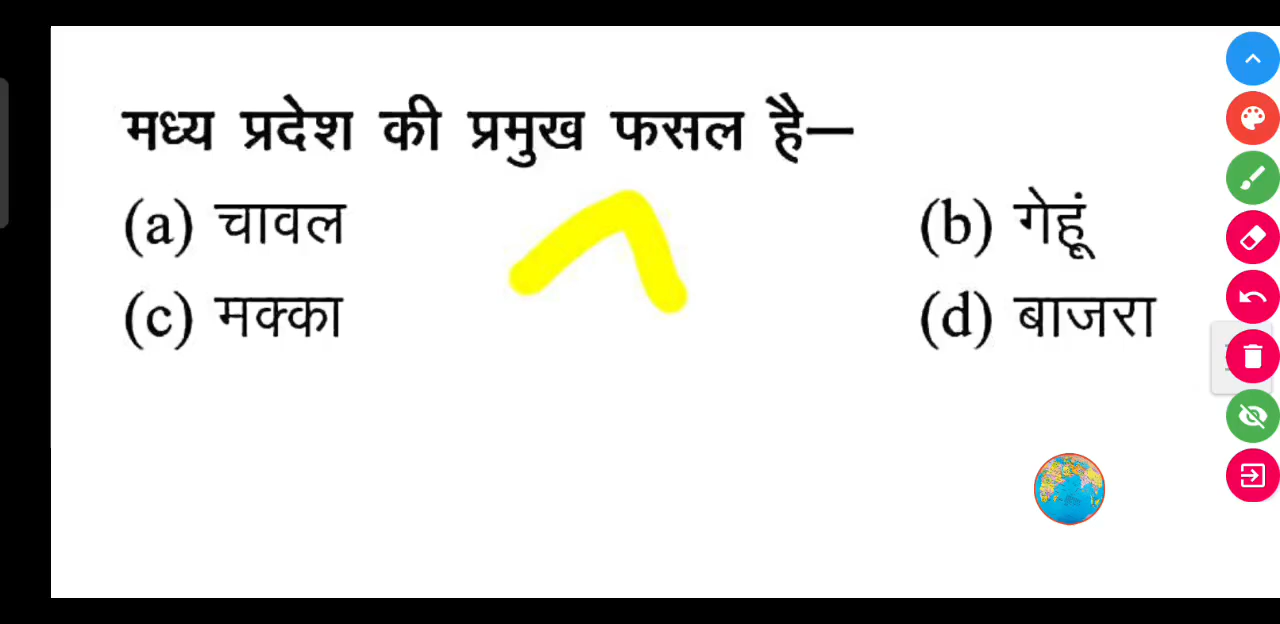 मध्य प्रदेश की प्रमुख फसल है—
(a) चावल (b) गेहूं
(c) मक्का (d) बाजरा